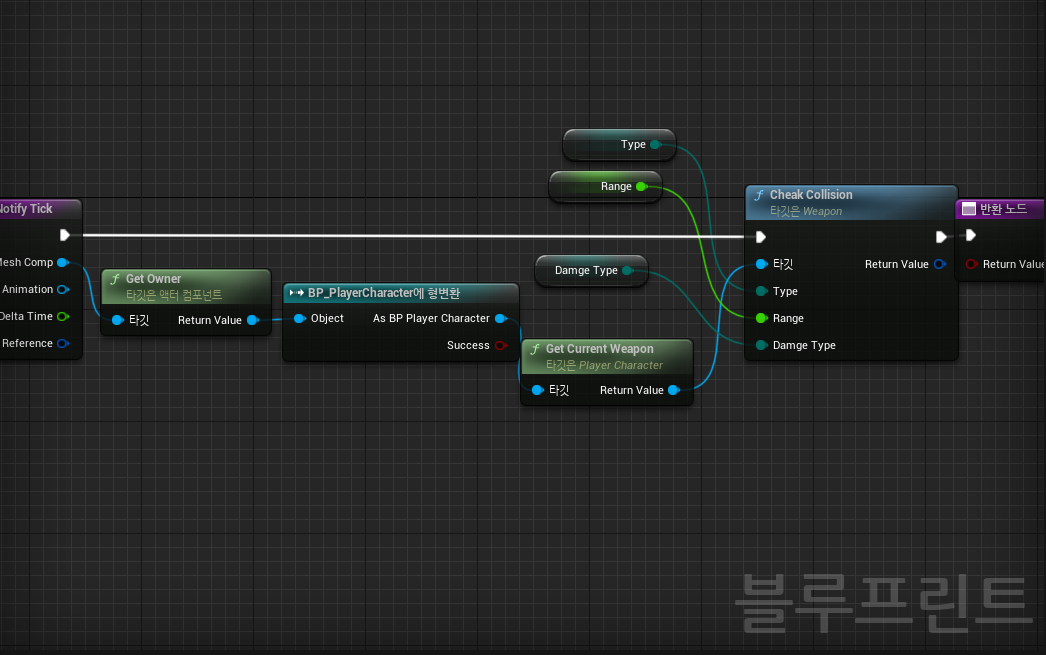 Type
Range
Notify Tick
Mesh Comp
Animation
Delta Time
Reference
Get Owner
타깃은 액터 컴포넌트
타깃
Return Value
BP_PlayerCharacter에 형변환
Object
As BP Player Character
Success
Damge Type
Get Current Weapon
타깃은 Player Character
타깃
Return Value
Cheak Collision
타깃은 Weapon
타깃
Return Value
Type
Range
Damge Type
반환 노드
Return Value
블루프린트